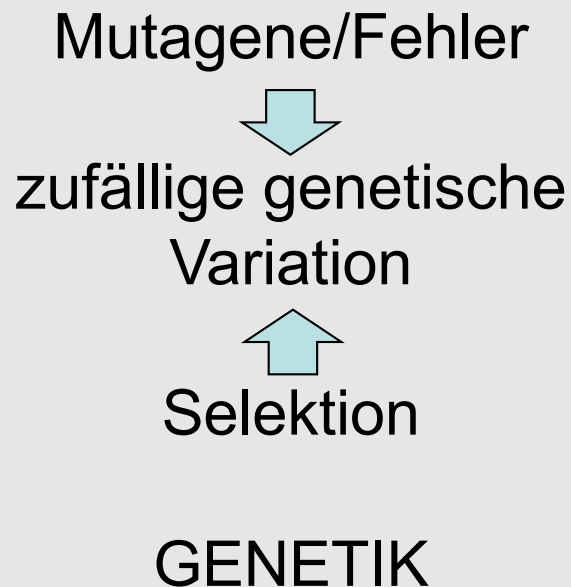 Mutagene/Fehler
zufällige genetische
Variation
Selektion
GENETIK